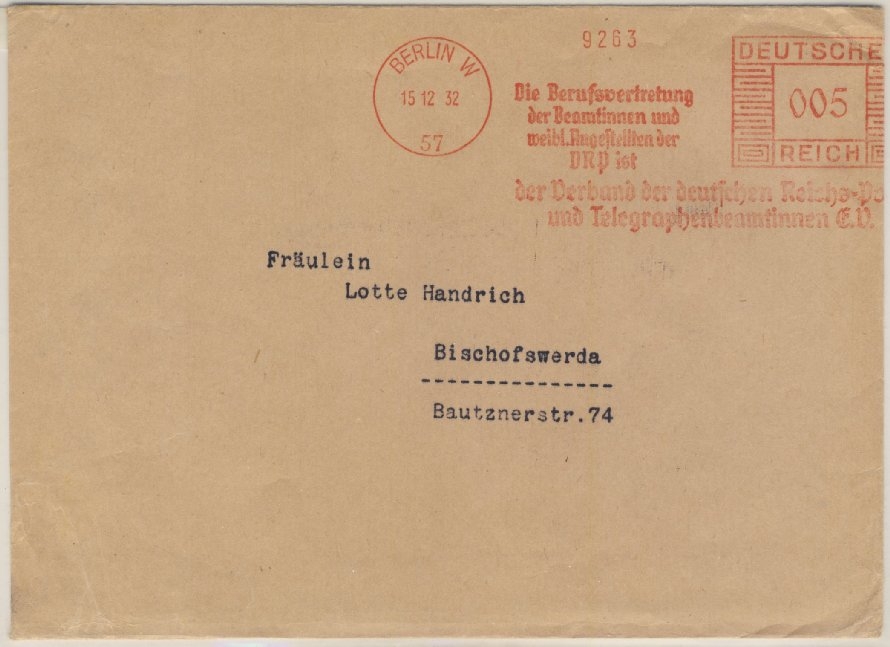 BERLIN W
15 12 32
57
9263
Die Berufsvertretung
der Beamtinnen und
weibl. Angestellten der
DRP ist
der Verband der deutschen Reichs-Po
und Telegraphenbeamtinnen E.V.
DEUTSCHE
005
REICH
Fräulein
Lotte Handrich
Bischofswerda
---------------
Bautznerstr.74